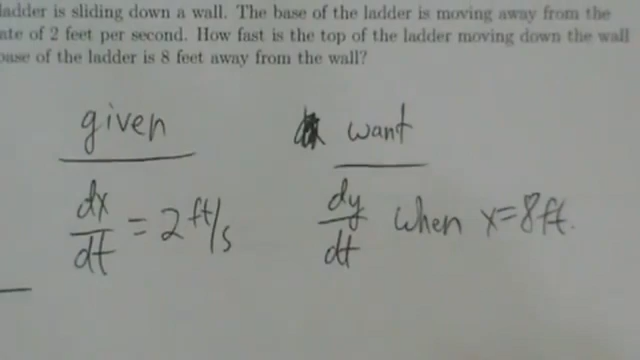 ladder is sliding down a wall. The base of the ladder is moving away from the
ate of 2 feet per second. How fast is the top of the ladder moving down the wall
base of the ladder is 8 feet away from the wall?
given
want
dx/dt = 2 ft/s
dy/dt when x=8ft.